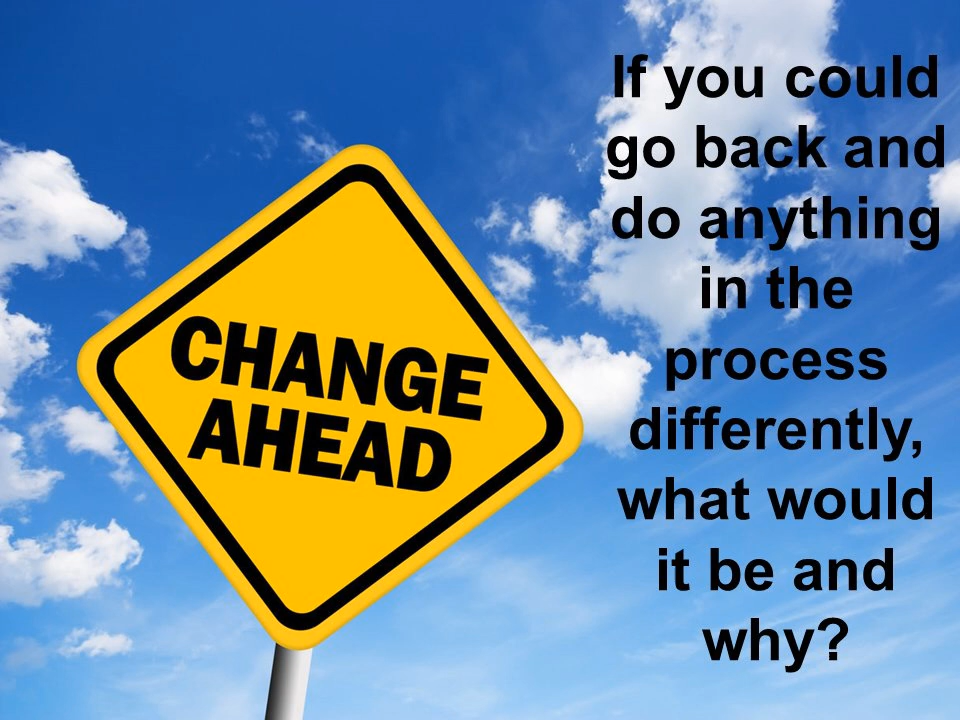 CHANGE
AHEAD
If you could
go back and
do anything
in the
process
differently,
what would
it be and
why?